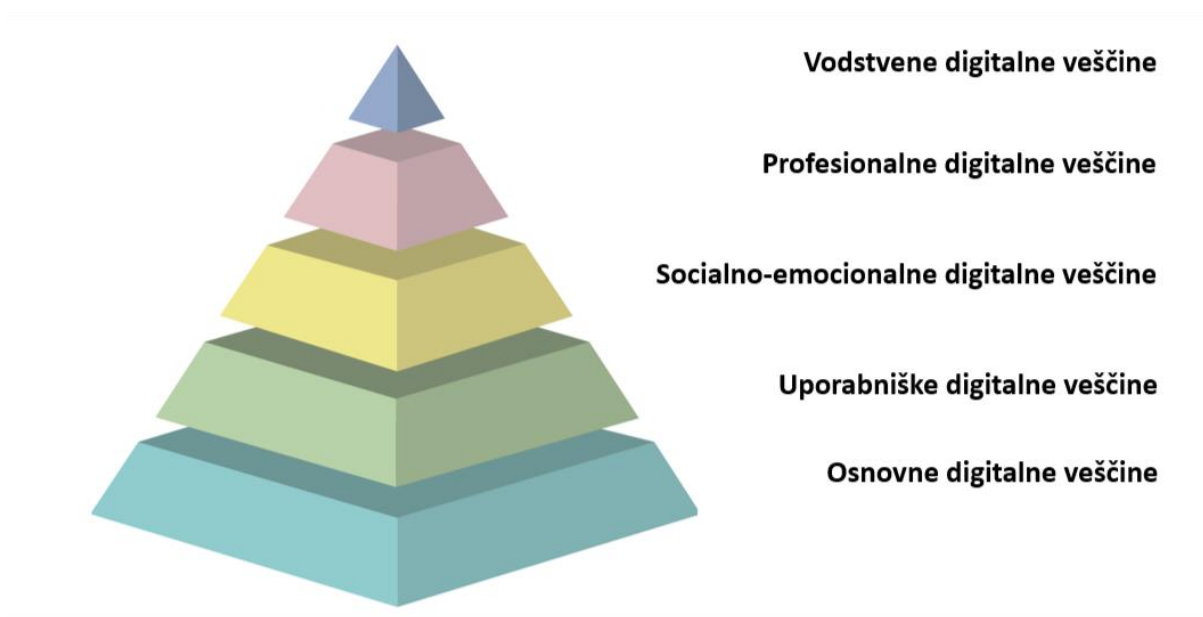 Vodstvene digitalne veščine
Profesionalne digitalne veščine
Socialno-emocionalne digitalne veščine
Uporabniške digitalne veščine
Osnovne digitalne veščine